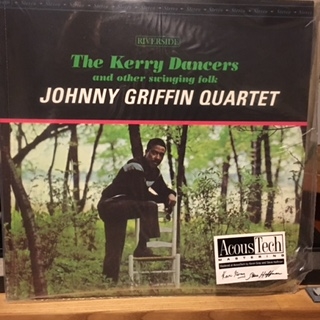 RIVERSIDE
The Kerry Dancers
and other swinging folk
JOHNNY GRIFFIN QUARTET
AcousTech
MASTERING